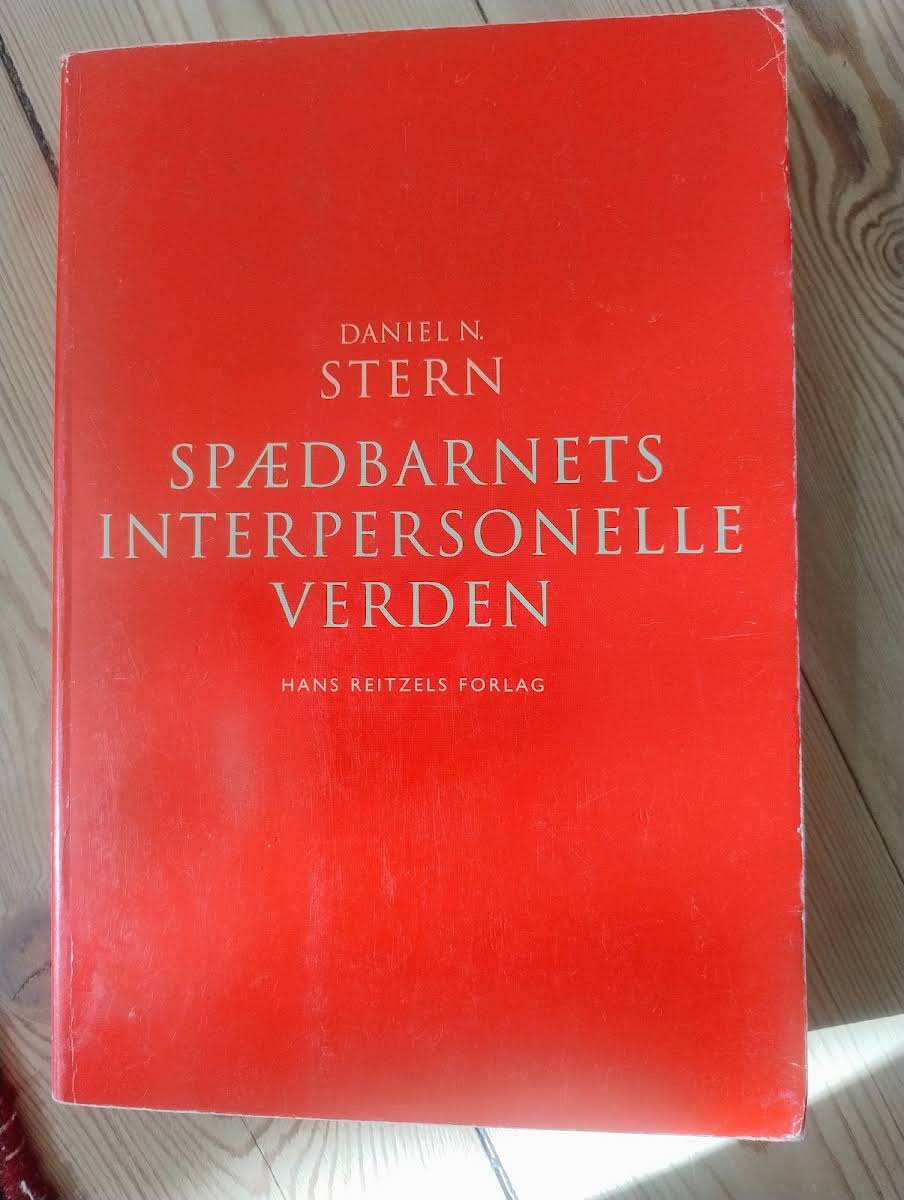 DANIEL N.
STERN
SPÆDBARNETS
INTERPERSONELLE
VERDEN
HANS REITZELS FORLAG